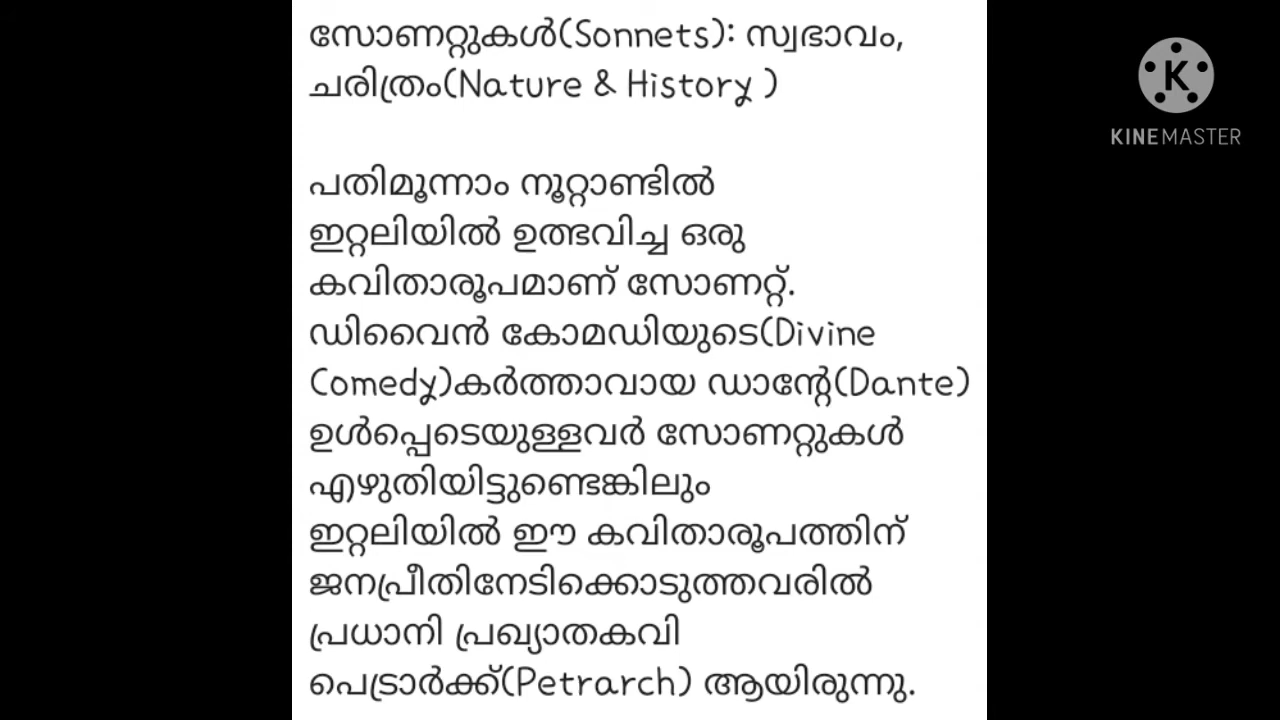 സോണറ്റുകൾ(Sonnets): സ്വഭാവം,
ചരിത്രം(Nature & History )
പതിമൂന്നാം നൂറ്റാണ്ടിൽ
ഇറ്റലിയിൽ ഉത്ഭവിച്ച ഒരു
കവിതാരൂപമാണ് സോണറ്റ്.
ഡിവൈൻ കോമഡിയുടെ(Divine
Comedy)കർത്താവായ ഡാന്റേ(Dante)
ഉൾപ്പെടെയുള്ളവർ സോണറ്റുകൾ
എഴുതിയിട്ടുണ്ടെങ്കിലും
ഇറ്റലിയിൽ ഈ കവിതാരൂപത്തിന്
ജനപ്രീതിനേടിക്കൊടുത്തവരിൽ
പ്രധാനി പ്രഖ്യാതകവി
പെട്രാർക്ക്(Petrarch) ആയിരുന്നു.
K
KINEMASTER